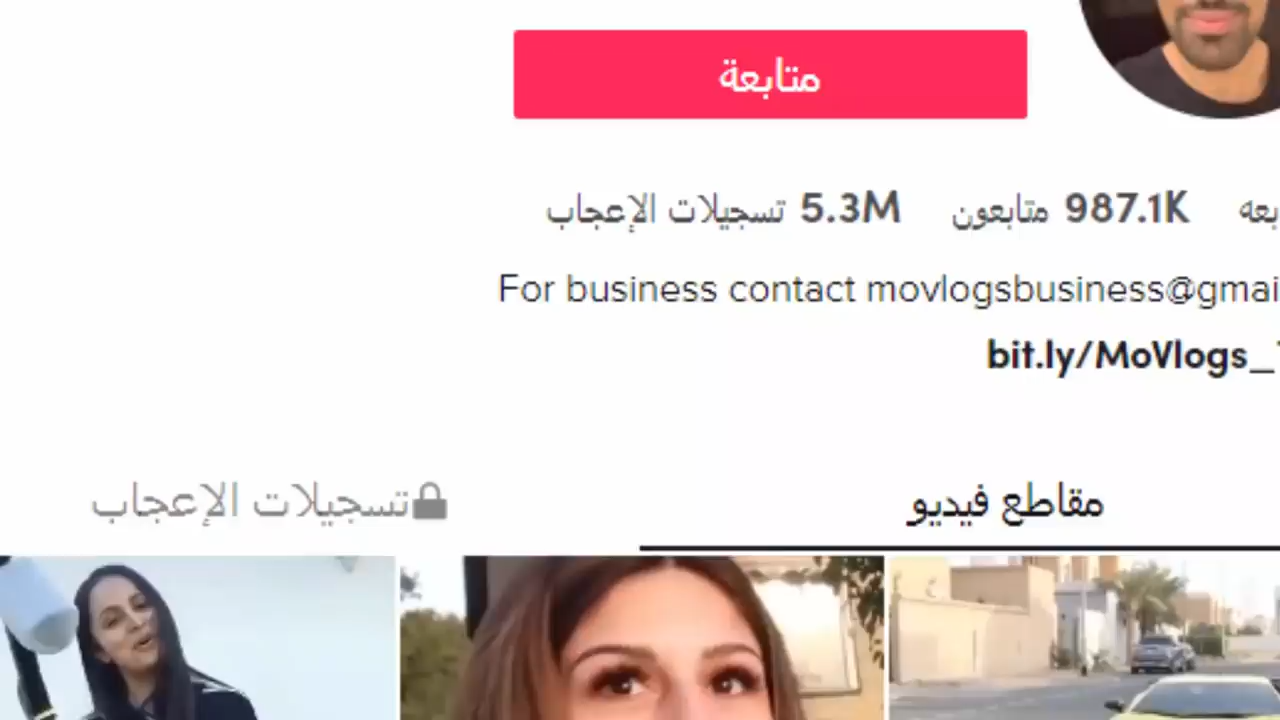 متابعة
987.1K متابعون 5.3M تسجيلات الإعجاب
For business contact movlogsbusiness@gmai
bit.ly/MoVlogs_
مقاطع فيديو تسجيلات الإعجاب